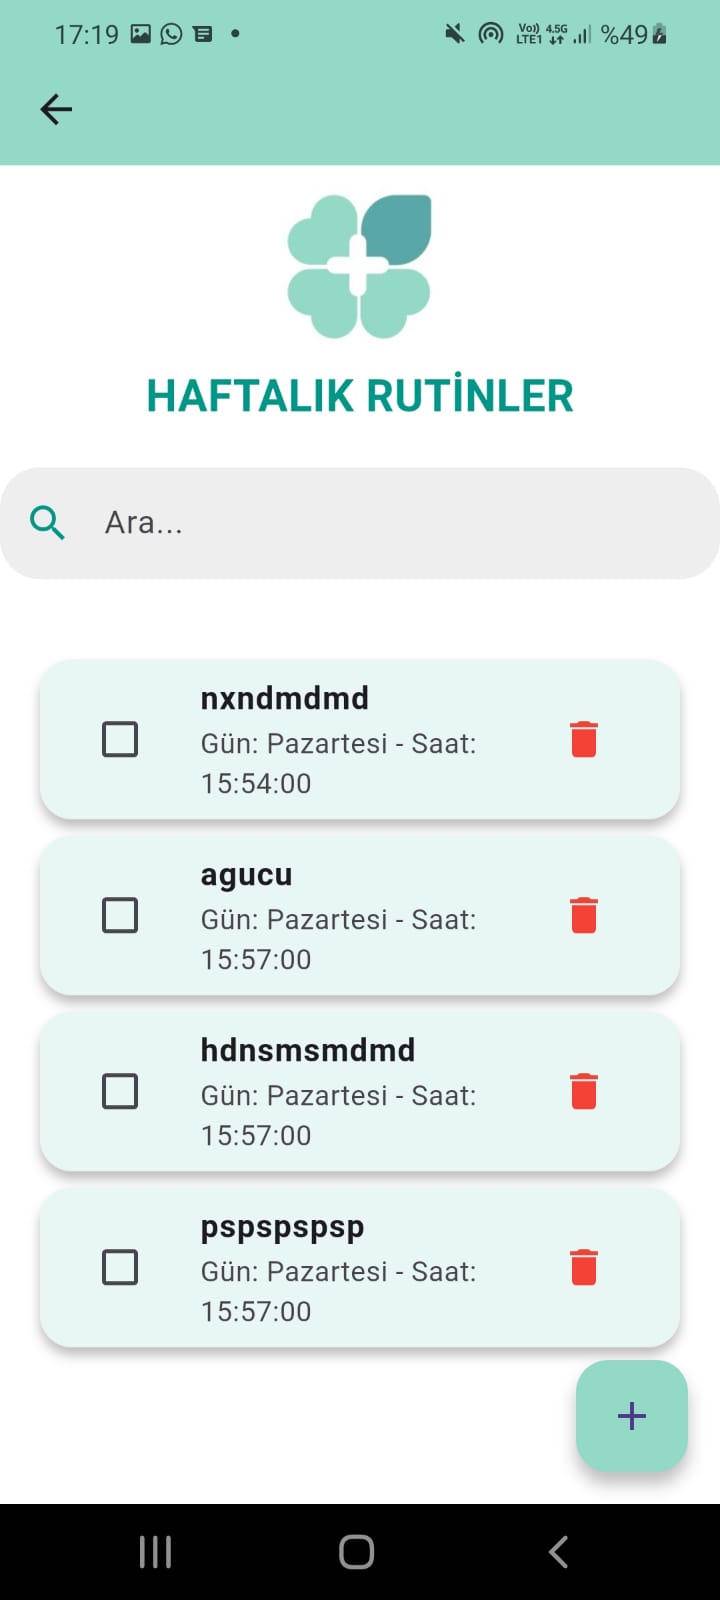 17:19
Vo)) 4.5G
LTE1
%49
HAFTALIK RUTİNLER
Ara...
nxndmdmd
Gün: Pazartesi - Saat:
15:54:00
agucu
Gün: Pazartesi - Saat:
15:57:00
hdnsmsmdmd
Gün: Pazartesi - Saat:
15:57:00
pspspspsp
Gün: Pazartesi - Saat:
15:57:00